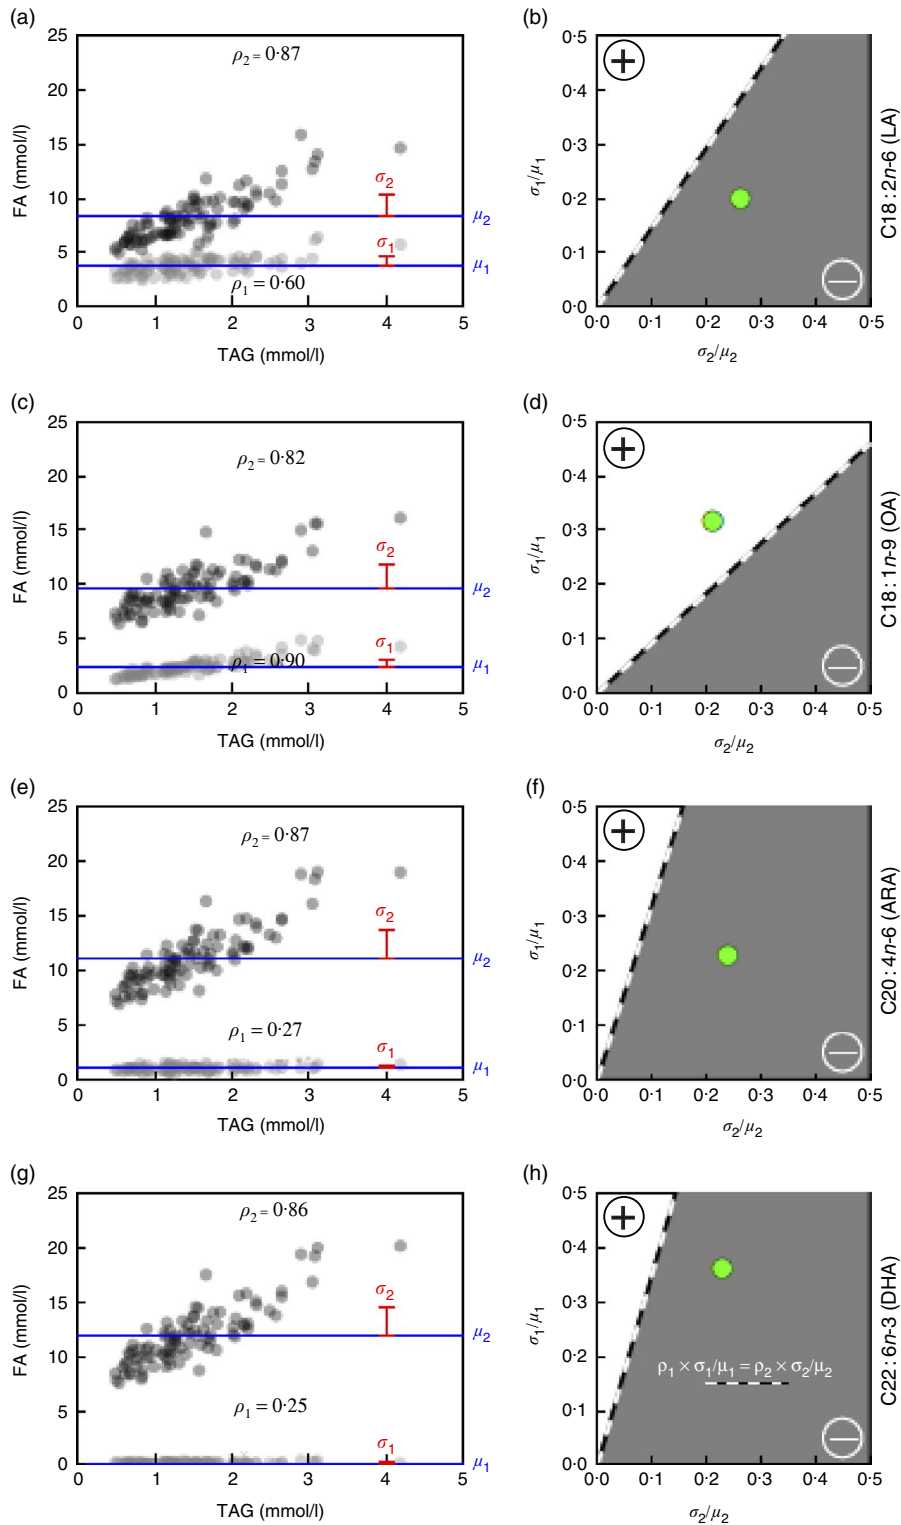 (a)
25
20
15
10
5
0
FA (mmol/l)
ρ2 = 0·87
σ2
μ2
σ1
μ1
ρ1 = 0·60
0 1 2 3 4 5
TAG (mmol/l)
(b)
0·5
0·4
0·3
0·2
0·1
0·0
σ1/μ1
+
−
0·0 0·1 0·2 0·3 0·4 0·5
σ2/μ2
C18:2n-6 (LA)
(c)
25
20
15
10
5
0
FA (mmol/l)
ρ2 = 0·82
σ2
μ2
σ1
μ1
ρ1 = 0·90
0 1 2 3 4 5
TAG (mmol/l)
(d)
0·5
0·4
0·3
0·2
0·1
0·0
σ1/μ1
+
−
0·0 0·1 0·2 0·3 0·4 0·5
σ2/μ2
C18:1n-9 (OA)
(e)
25
20
15
10
5
0
FA (mmol/l)
ρ2 = 0·87
σ2
μ2
ρ1 = 0·27
σ1
μ1
0 1 2 3 4 5
TAG (mmol/l)
(f)
0·5
0·4
0·3
0·2
0·1
0·0
σ1/μ1
+
−
0·0 0·1 0·2 0·3 0·4 0·5
σ2/μ2
C20:4n-6 (ARA)
(g)
25
20
15
10
5
0
FA (mmol/l)
ρ2 = 0·86
σ2
μ2
ρ1 = 0·25
σ1
μ1
0 1 2 3 4 5
TAG (mmol/l)
(h)
0·5
0·4
0·3
0·2
0·1
0·0
σ1/μ1
+
ρ1 × σ1/μ1 = ρ2 × σ2/μ2
−
0·0 0·1 0·2 0·3 0·4 0·5
σ2/μ2
C22:6n-3 (DHA)